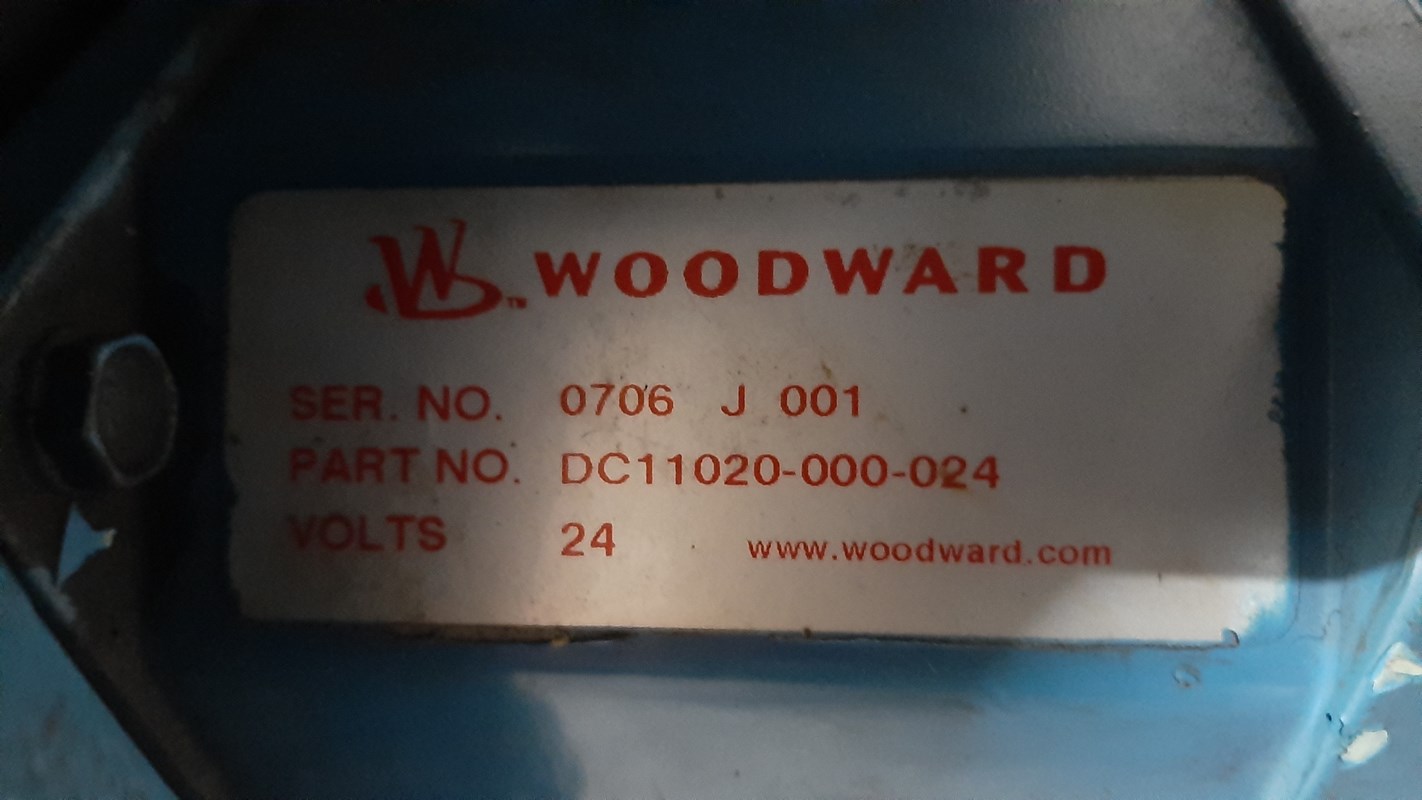 WOODWARD
SER. NO. 0706 J 001
PART NO. DC11020-000-024
VOLTS 24 www.woodward.com